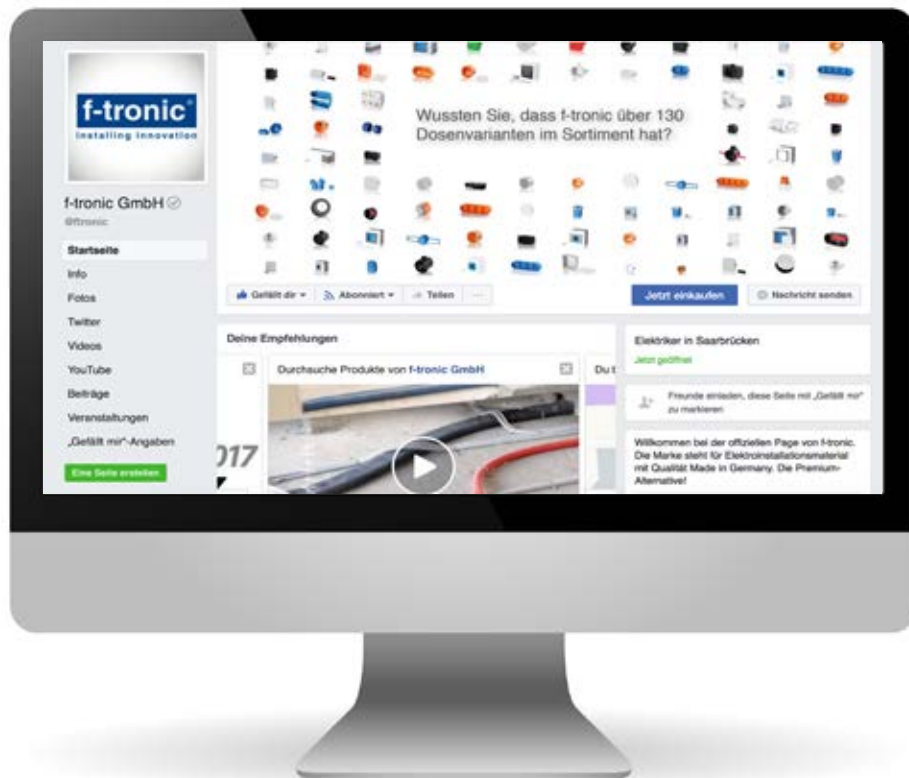 f-tronic®
installing innovation
f-tronic GmbH
@ftronic
Startseite
Info
Fotos
Twitter
Videos
YouTube
Beiträge
Veranstaltungen
„Gefällt mir“-Angaben
Eine Seite erstellen
Wussten Sie, dass f-tronic über 130
Dosenvarianten im Sortiment hat?
Gefällt dir
Abonniert
Teilen
Jetzt einkaufen
Nachricht senden
Deine Empfehlungen
Durchsuche Produkte von f-tronic GmbH
Du
017
Elektriker in Saarbrücken
Jetzt geöffnet
Freunde einladen, diese Seite mit „Gefällt mir“
zu markieren
Willkommen bei der offiziellen Page von f-tronic.
Die Marke steht für Elektroinstallationsmaterial
mit Qualität Made in Germany. Die Premium-
Alternative!